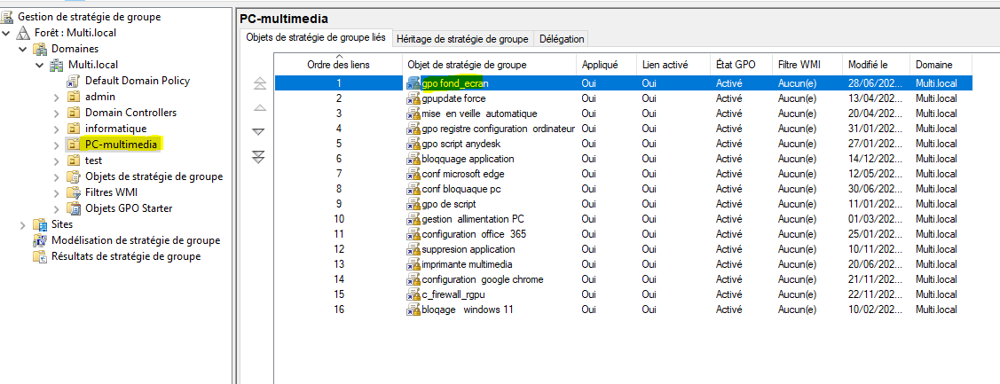 Gestion de stratégie de groupe
Forêt : Multi.local
Domaines
Multi.local
Default Domain Policy
admin
Domain Controllers
informatique
PC-multimedia
test
Objets de stratégie de groupe
Filtres WMI
Objets GPO Starter
Sites
Modélisation de stratégie de groupe
Résultats de stratégie de groupe
PC-multimedia
Objets de stratégie de groupe liés Héritage de stratégie de groupe Délégation
Ordre des liens Objet de stratégie de groupe Appliqué Lien activé État GPO Filtre WMI Modifié le Domaine
1 gpo fond_ecran Oui Oui Activé Aucun(e) 28/06/202... Multi.local
2 gpupdate force Oui Oui Activé Aucun(e) 13/04/202... Multi.local
3 mise en veille automatique Oui Oui Activé Aucun(e) 20/04/202... Multi.local
4 gpo registre configuration ordinateur Oui Oui Activé Aucun(e) 31/01/202... Multi.local
5 gpo script anydesk Oui Oui Activé Aucun(e) 27/01/202... Multi.local
6 bloqquage application Oui Oui Activé Aucun(e) 14/12/202... Multi.local
7 conf microsoft edge Oui Oui Activé Aucun(e) 12/05/202... Multi.local
8 conf bloquaque pc Oui Oui Activé Aucun(e) 30/06/202... Multi.local
9 gpo de script Oui Oui Activé Aucun(e) 11/01/202... Multi.local
10 gestion allimentation PC Oui Oui Activé Aucun(e) 01/03/202... Multi.local
11 configuration office 365 Oui Oui Activé Aucun(e) 25/01/202... Multi.local
12 suppresion application Oui Oui Activé Aucun(e) 10/11/202... Multi.local
13 imprimante multimedia Oui Oui Activé Aucun(e) 20/06/202... Multi.local
14 configuration google chrome Oui Oui Activé Aucun(e) 21/11/202... Multi.local
15 c_firewall_rgpu Oui Oui Activé Aucun(e) 22/11/202... Multi.local
16 bloqage windows 11 Oui Oui Activé Aucun(e) 10/02/202... Multi.local